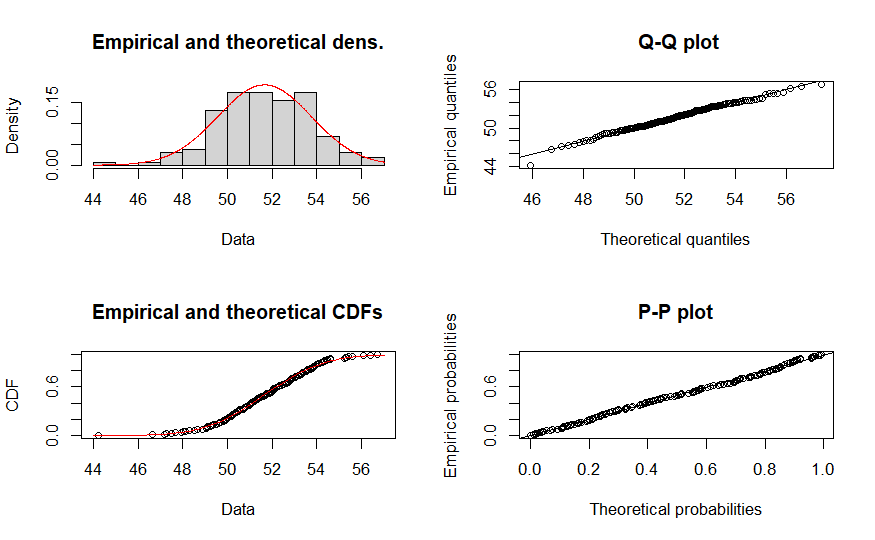 Empirical and theoretical dens.
Density
0.00 0.15
44 46 48 50 52 54 56
Data
Q-Q plot
Empirical quantiles
44 50 56
46 48 50 52 54 56
Theoretical quantiles
Empirical and theoretical CDFs
CDF
0.0 0.6
44 46 48 50 52 54 56
Data
P-P plot
Empirical probabilities
0.0 0.6
0.0 0.2 0.4 0.6 0.8 1.0
Theoretical probabilities